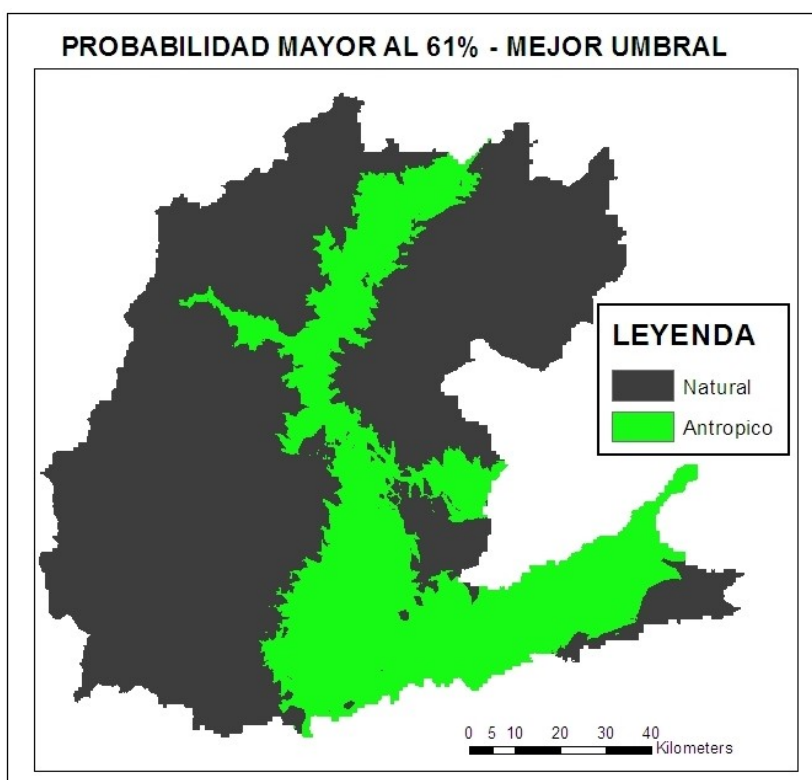 PROBABILIDAD MAYOR AL 61% - MEJOR UMBRAL
LEYENDA
Natural
Antropico
0 5 10 20 30 40
Kilometers